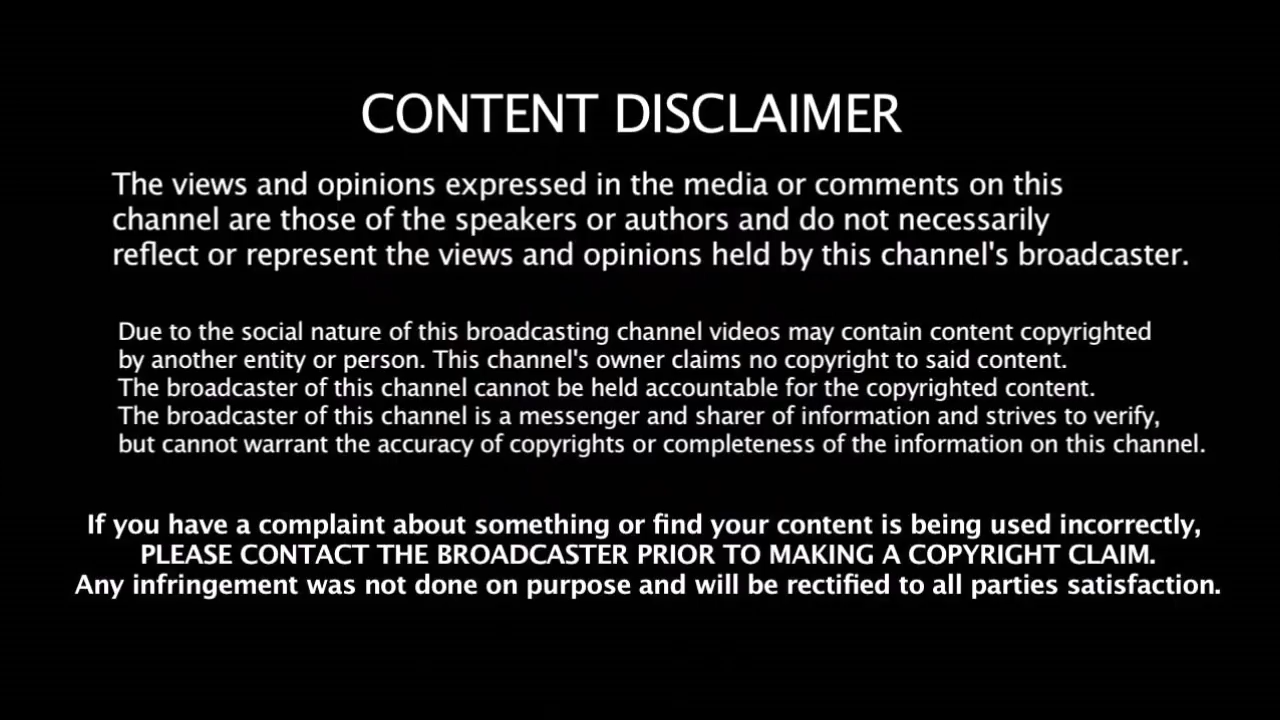 CONTENT DISCLAIMER
The views and opinions expressed in the media or comments on this
channel are those of the speakers or authors and do not necessarily
reflect or represent the views and opinions held by this channel's broadcaster.
Due to the social nature of this broadcasting channel videos may contain content copyrighted
by another entity or person. This channel's owner claims no copyright to said content.
The broadcaster of this channel cannot be held accountable for the copyrighted content.
The broadcaster of this channel is a messenger and sharer of information and strives to verify,
but cannot warrant the accuracy of copyrights or completeness of the information on this channel.
If you have a complaint about something or find your content is being used incorrectly,
PLEASE CONTACT THE BROADCASTER PRIOR TO MAKING A COPYRIGHT CLAIM.
Any infringement was not done on purpose and will be rectified to all parties satisfaction.